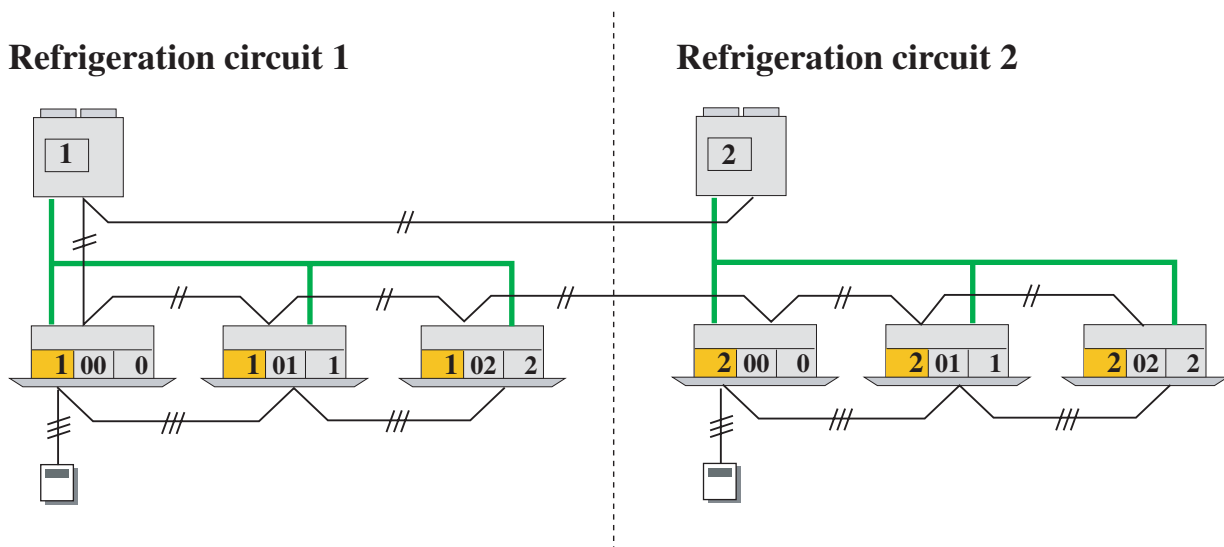 Refrigeration circuit 1
Refrigeration circuit 2
1
2
1 00 0
1 01 1
1 02 2
2 00 0
2 01 1
2 02 2